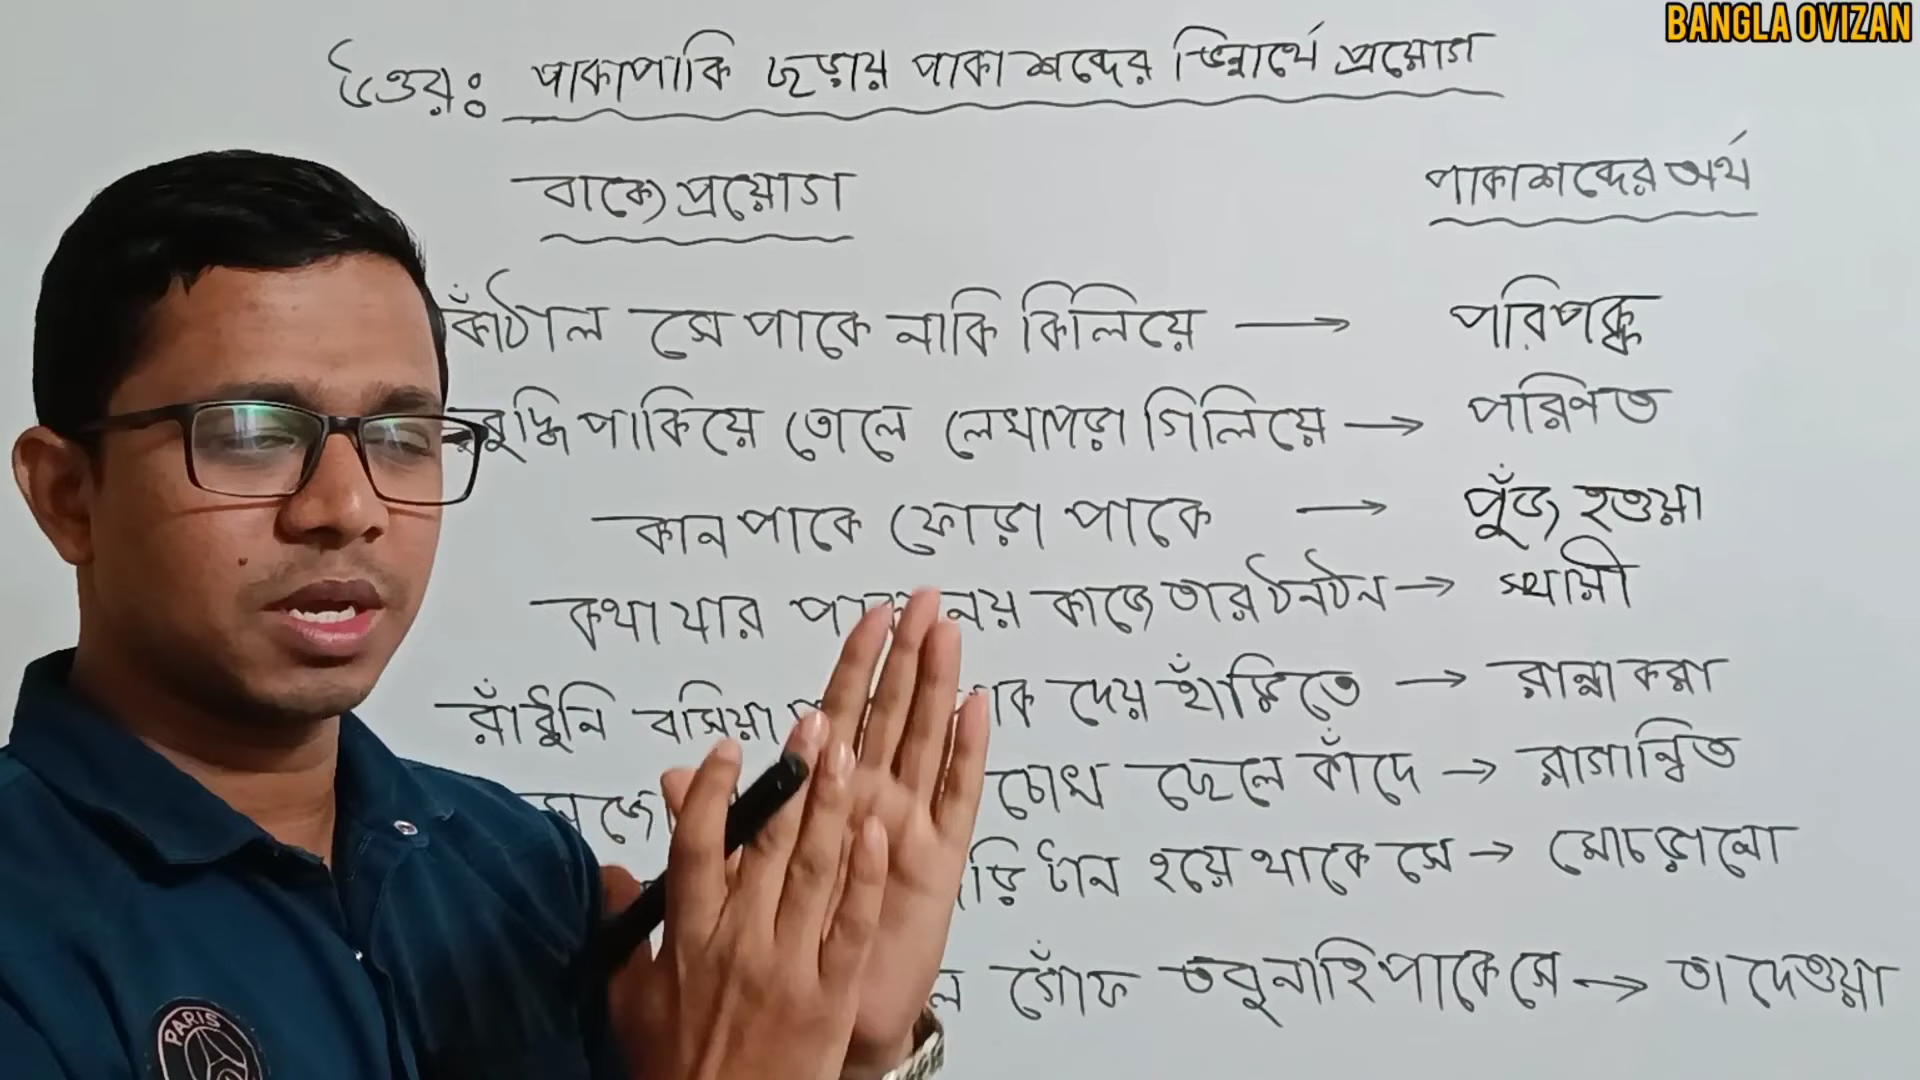 BANGLA OVIZAN
উত্তর: পাকাপাকি ছড়ায় পাকা শব্দের ভিন্নার্থে প্রয়োগ
বাক্যে প্রয়োগ পাকা শব্দের অর্থ
কাঁঠাল সে পাকে নাকি কিলিয়ে → পরিপক্ক
বুদ্ধি পাকিয়ে তোলে লেখাপড়া গিলিয়ে → পরিণত
কান পাকে ফোড়া পাকে → পুঁজ হওয়া
কথা যার নয় কাজে তার ঠনঠন → স্থায়ী
রাঁধুনি বসিয়া দেয় হাঁড়িতে → রান্না করা
চোখ ছেলে কাঁদে → রাগান্বিত
টান হয়ে থাকে সে → মোচড়ানো
গোঁফ তবু নাহি পাকে সে → তা দেওয়া
PARIS